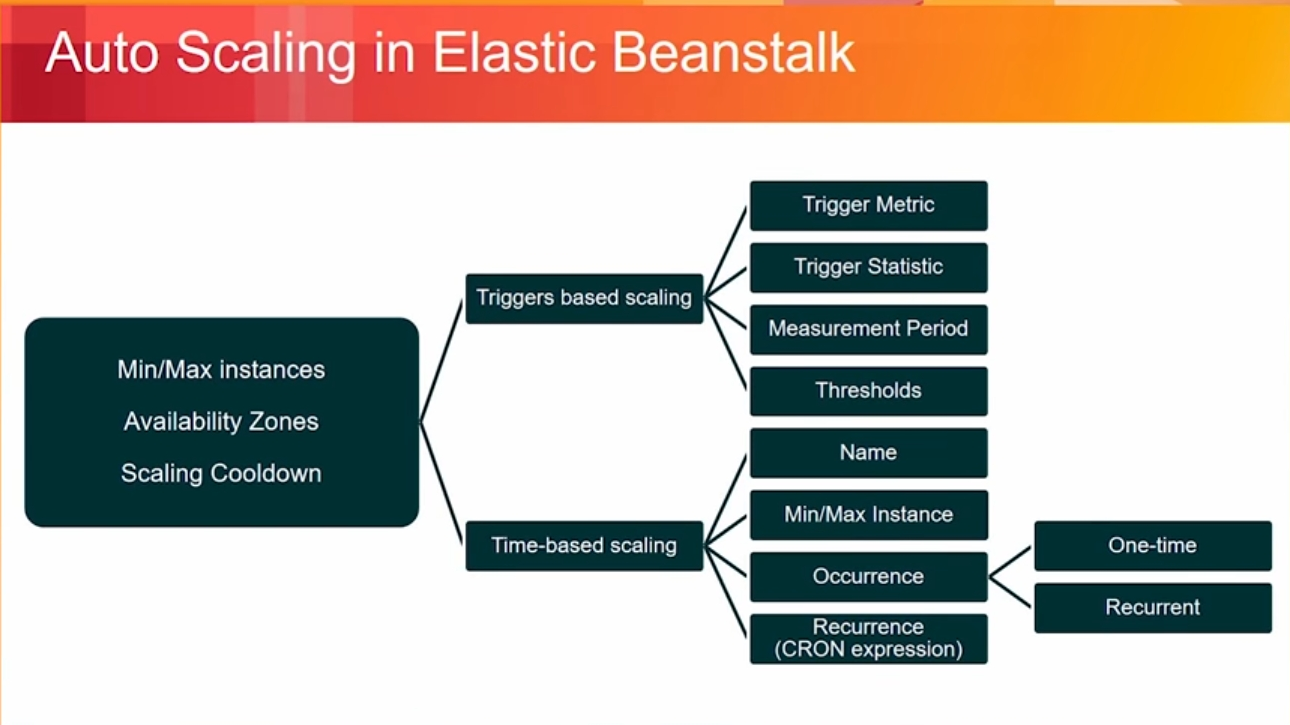 Auto Scaling in Elastic Beanstalk
Min/Max instances
Availability Zones
Scaling Cooldown
Triggers based scaling
Trigger Metric
Trigger Statistic
Measurement Period
Thresholds
Time-based scaling
Name
Min/Max Instance
Occurrence
One-time
Recurrent
Recurrence
(CRON expression)